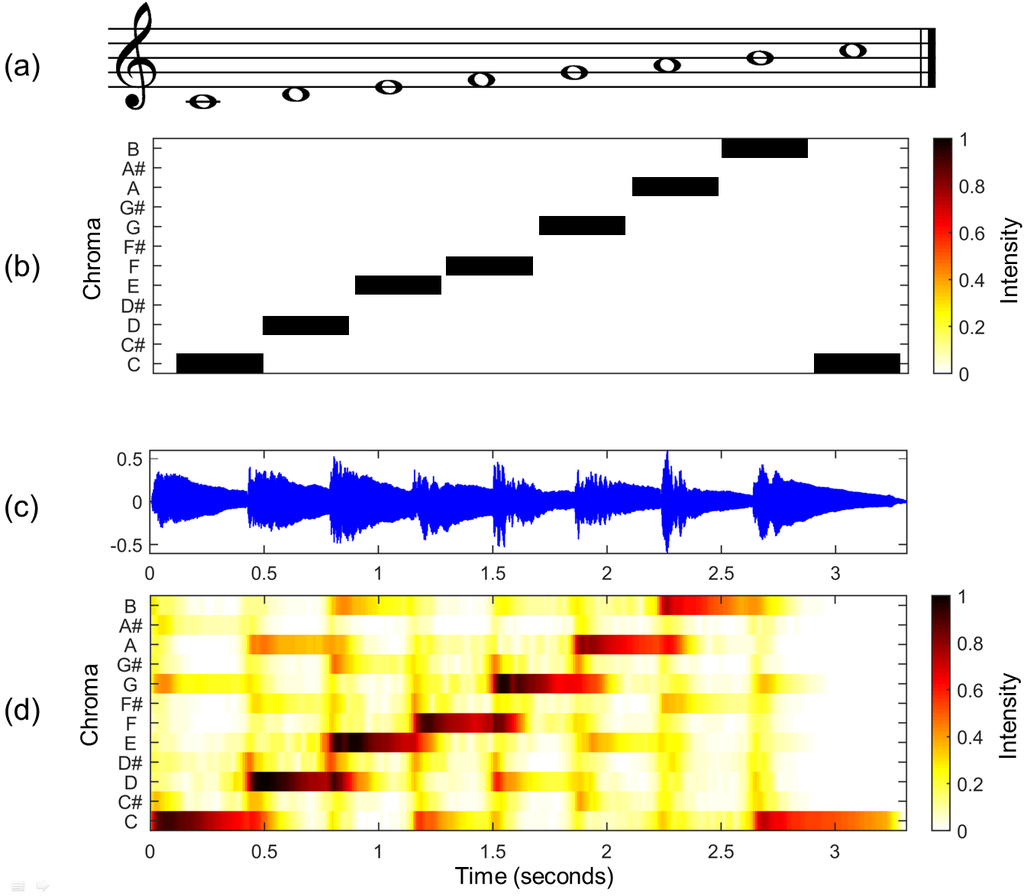 (a)
(b)
Chroma
B
A#
A
G#
G
F#
F
E
D#
D
C#
C
1
0.8
0.6
0.4
0.2
0
Intensity
(c)
0.5
0
-0.5
0 0.5 1 1.5 2 2.5 3
(d)
Chroma
B
A#
A
G#
G
F#
F
E
D#
D
C#
C
0 0.5 1 1.5 2 2.5 3
Time (seconds)
1
0.8
0.6
0.4
0.2
0
Intensity